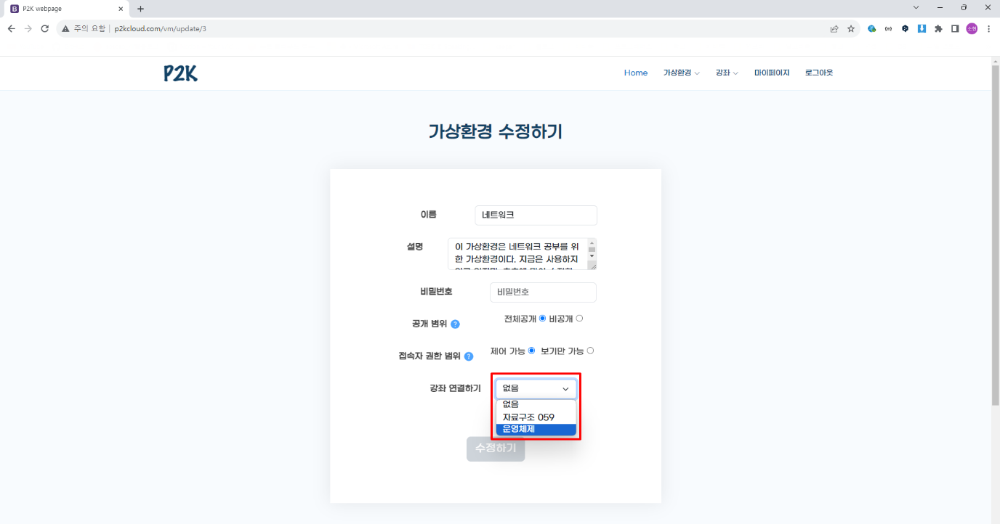 B P2K webpage
주의 요함 | p2kcloud.com/vm/update/3
소현
P2K
Home 가상환경 강좌 마이페이지 로그아웃
가상환경 수정하기
이름 네트워크
설명 이 가상환경은 네트워크 공부를 위
한 가상환경이다. 지금은 사용하지
비밀번호 비밀번호
공개 범위 ? 전체공개 비공개
접속자 권한 범위 ? 제어 가능 보기만 가능
강좌 연결하기 없음
없음
자료구조 059
운영체제
수정하기